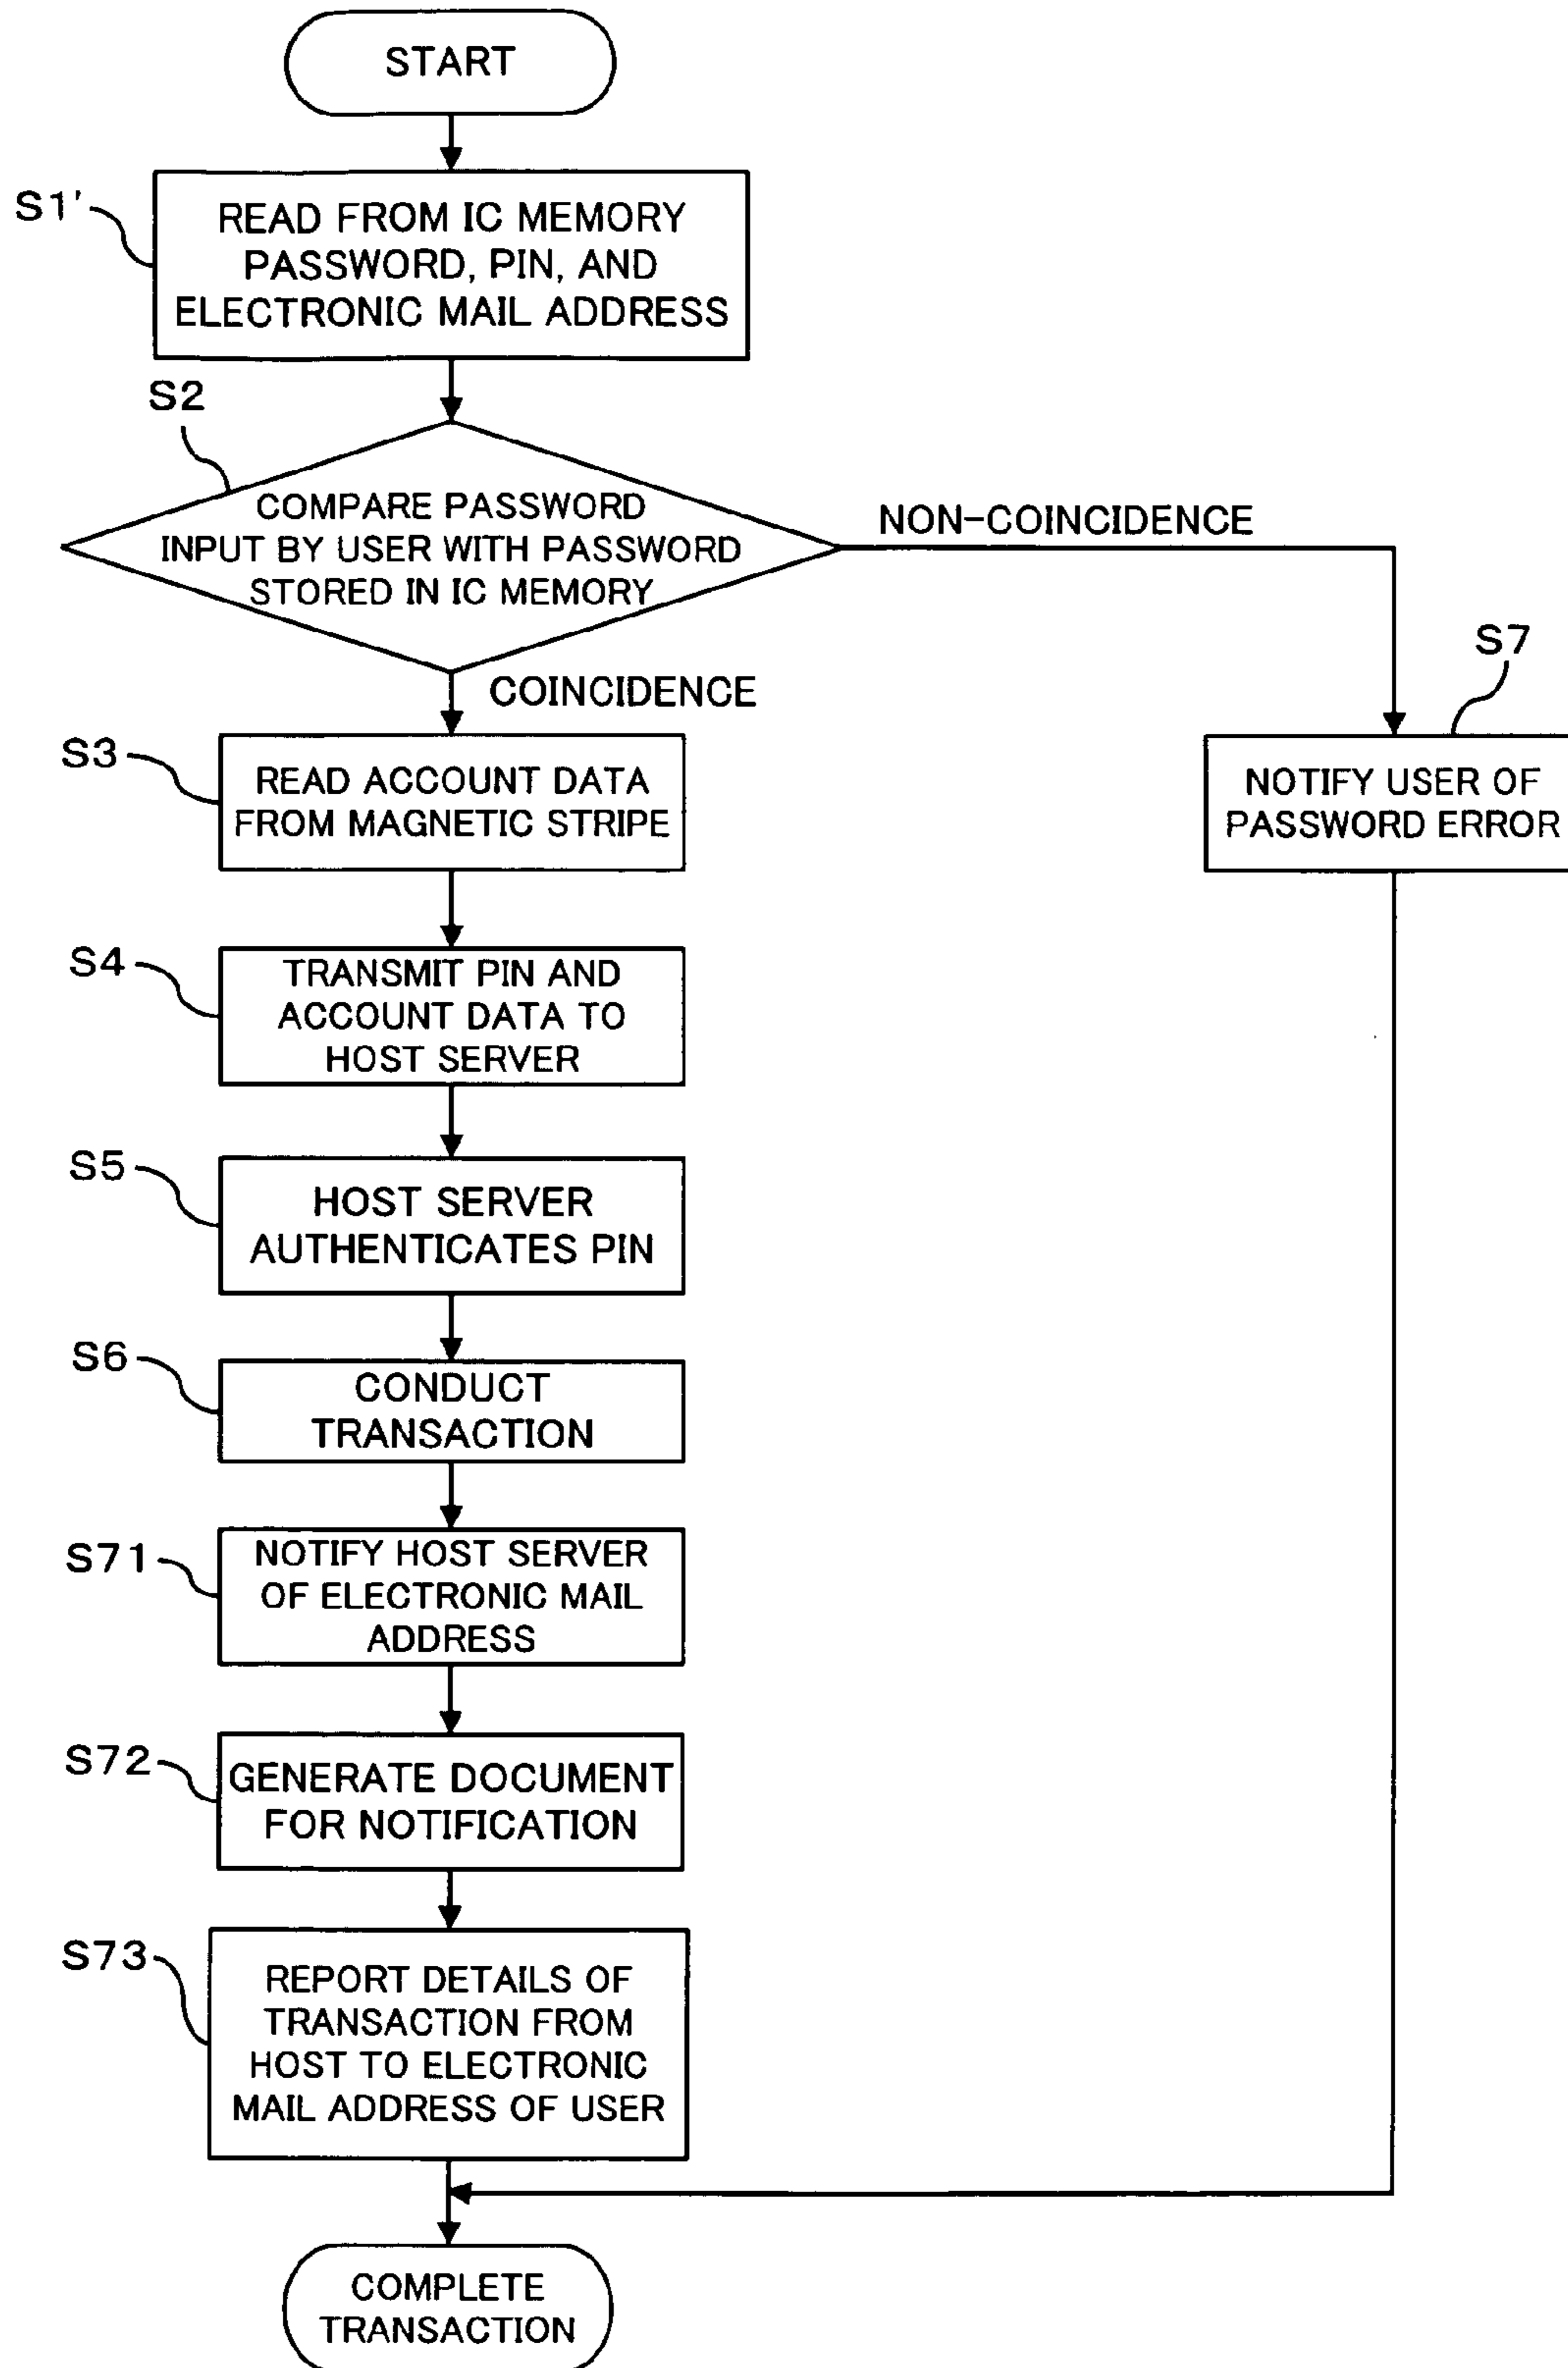 START
S1'
READ FROM IC MEMORY
PASSWORD, PIN, AND
ELECTRONIC MAIL ADDRESS
S2
COMPARE PASSWORD
INPUT BY USER WITH PASSWORD
STORED IN IC MEMORY
NON-COINCIDENCE
COINCIDENCE
S7
NOTIFY USER OF
PASSWORD ERROR
S3
READ ACCOUNT DATA
FROM MAGNETIC STRIPE
S4
TRANSMIT PIN AND
ACCOUNT DATA TO
HOST SERVER
S5
HOST SERVER
AUTHENTICATES PIN
S6
CONDUCT
TRANSACTION
S71
NOTIFY HOST SERVER
OF ELECTRONIC MAIL
ADDRESS
S72
GENERATE DOCUMENT
FOR NOTIFICATION
S73
REPORT DETAILS OF
TRANSACTION FROM
HOST TO ELECTRONIC
MAIL ADDRESS OF USER
COMPLETE
TRANSACTION